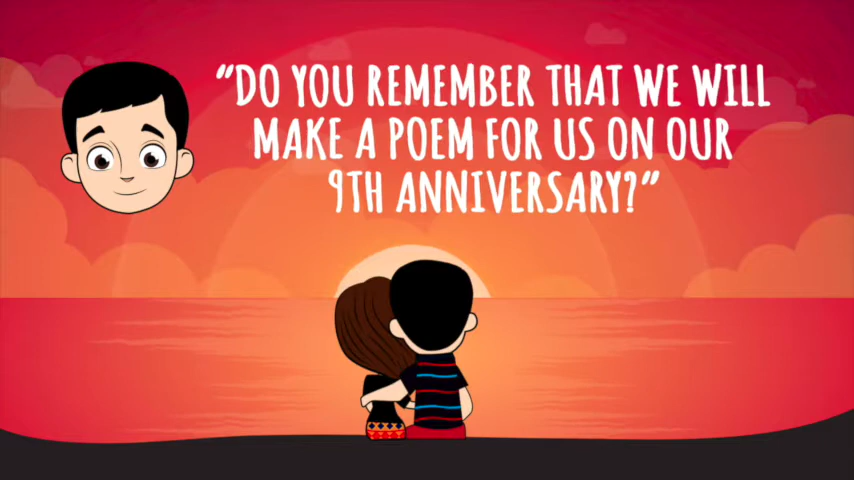 "DO YOU REMEMBER THAT WE WILL
MAKE A POEM FOR US ON OUR
9TH ANNIVERSARY?"